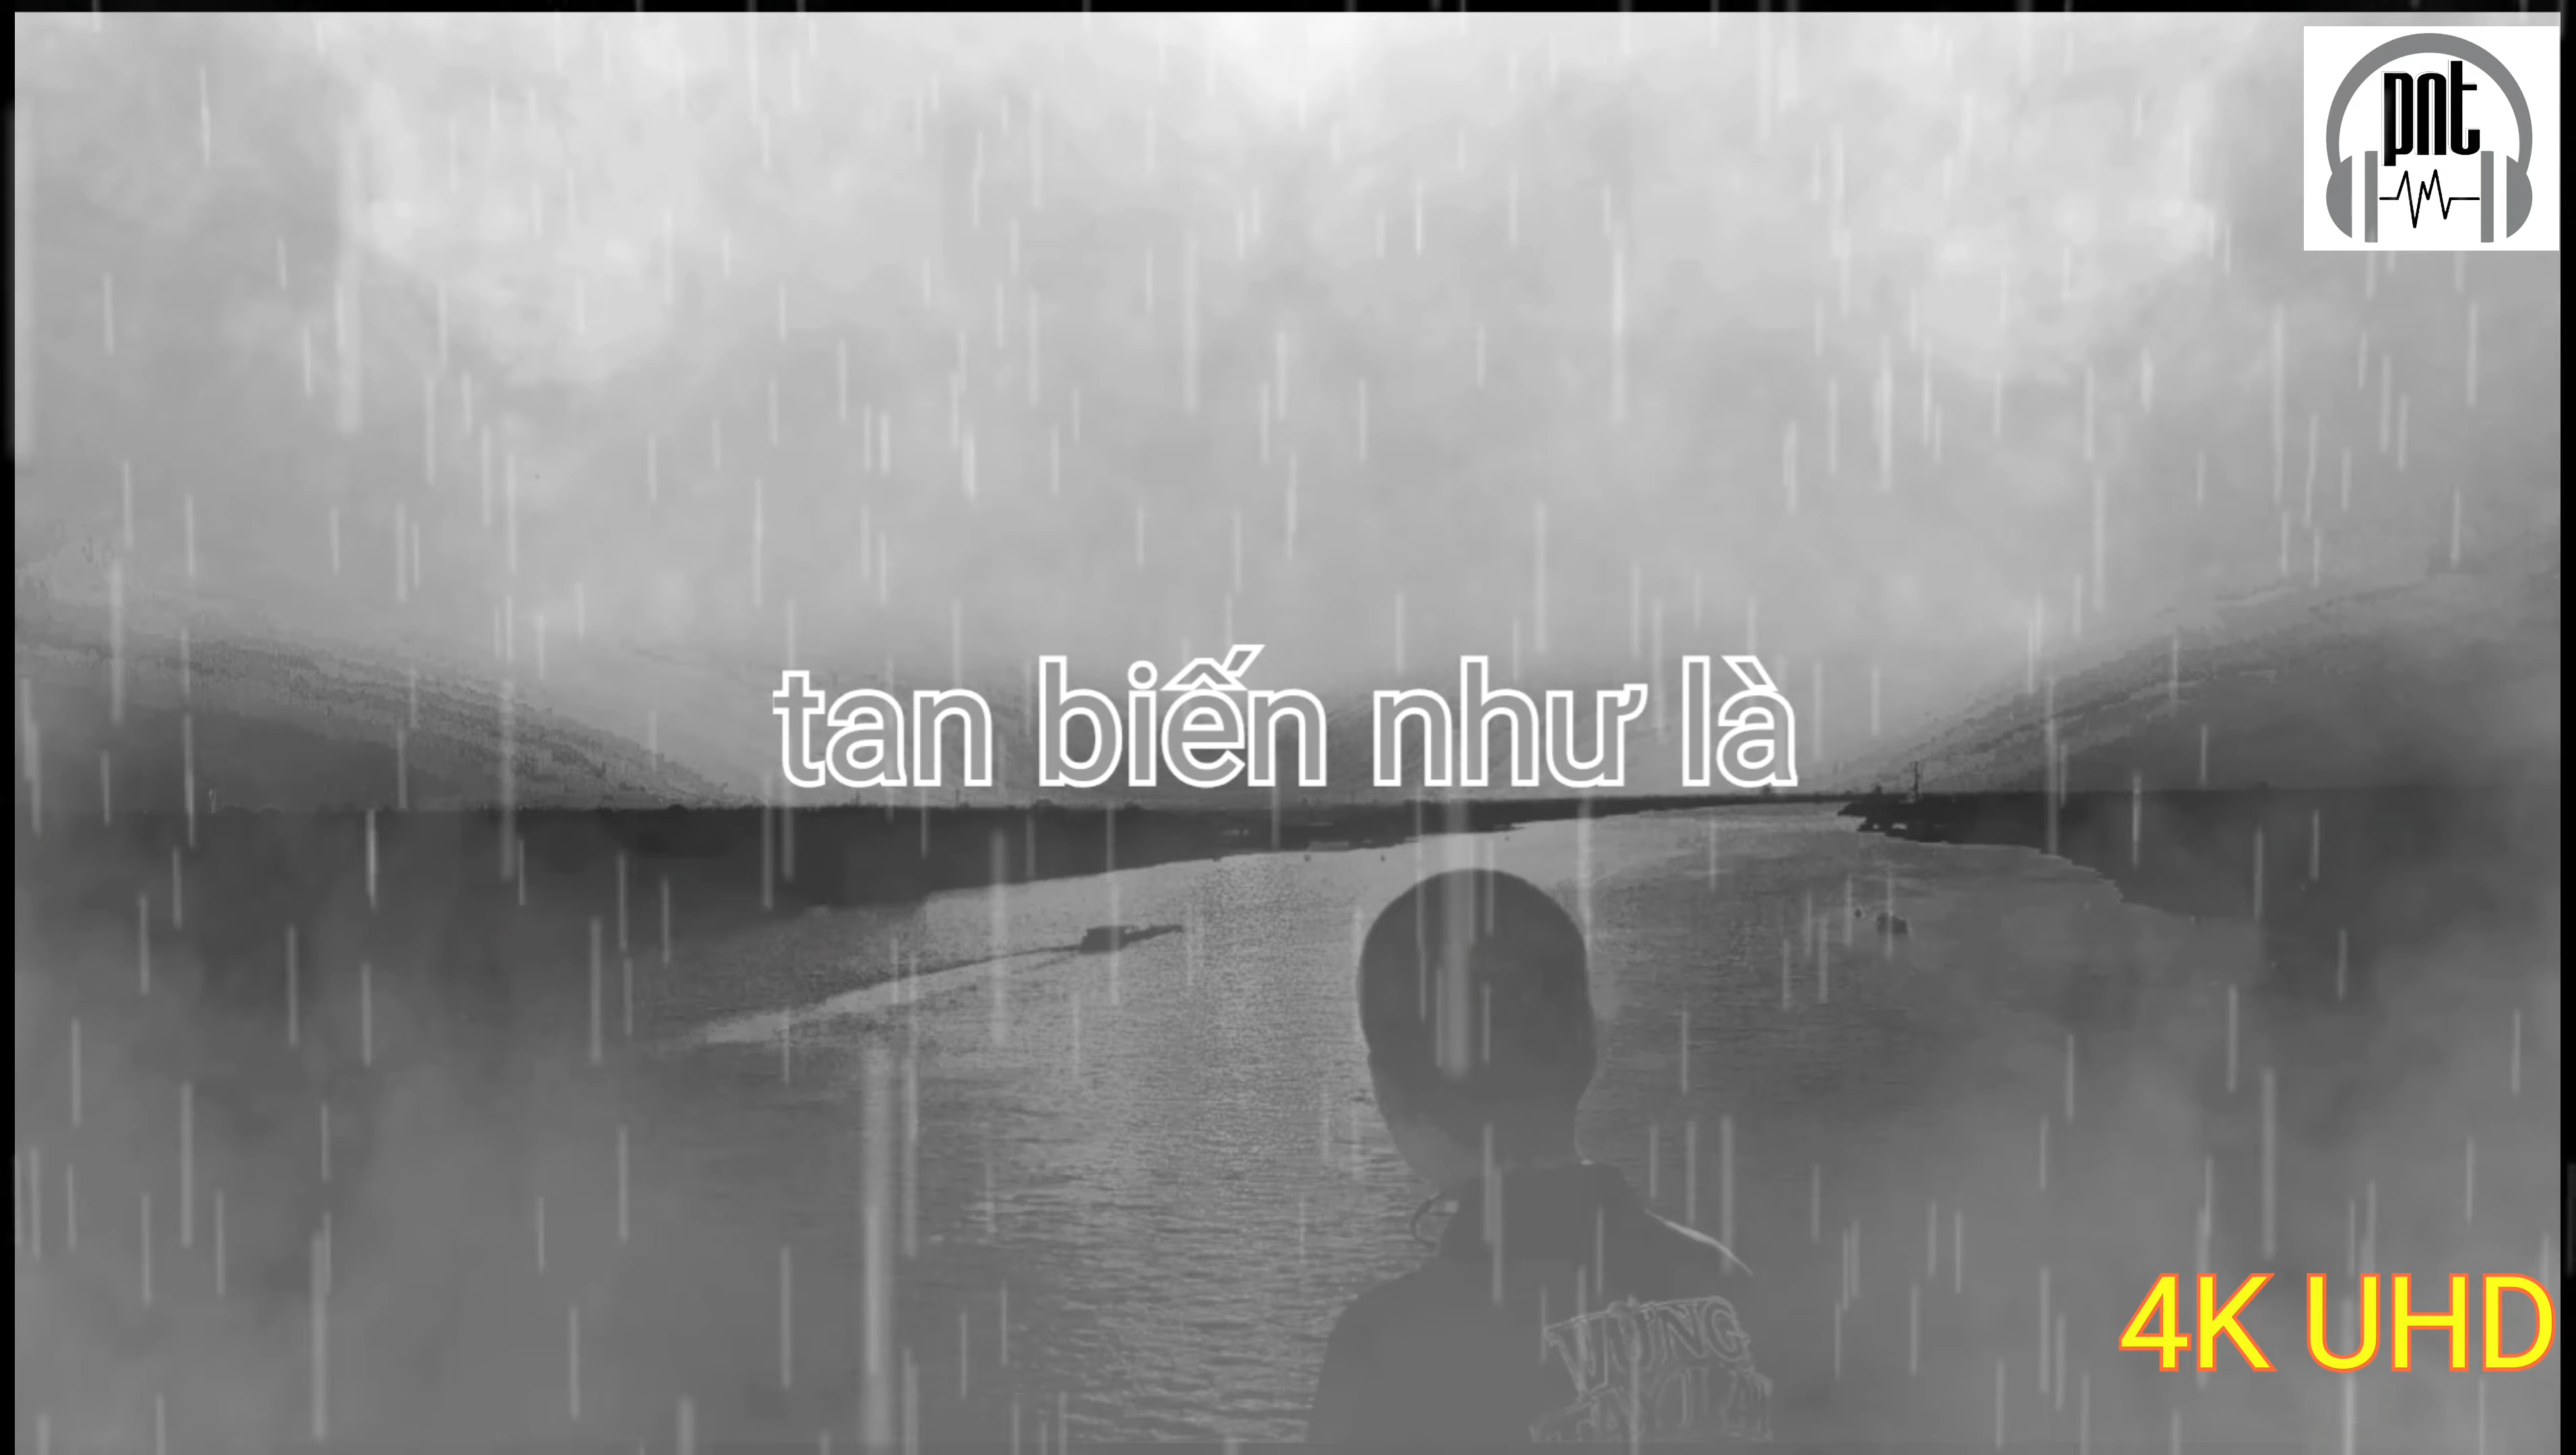 pnt
tan biến như là
4K UHD